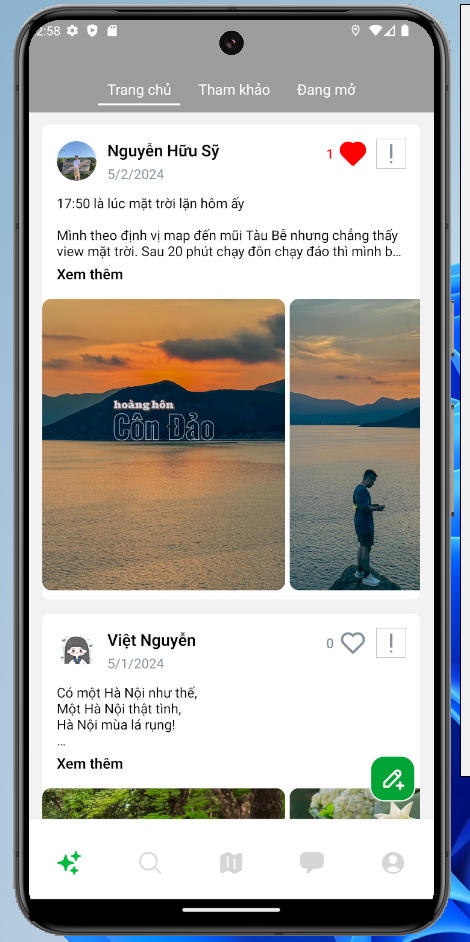 2:58
Trang chủ
Tham khảo
Đang mở
Nguyễn Hữu Sỹ
1
5/2/2024
17:50 là lúc mặt trời lặn hôm ấy
Mình theo định vị map đến mũi Tàu Bể nhưng chẳng thấy
view mặt trời. Sau 20 phút chạy đôn chạy đáo thì mình b...
Xem thêm
hoàng hôn
Côn Đảo
Việt Nguyễn
0
5/1/2024
Có một Hà Nội như thế,
Một Hà Nội thật tình,
Hà Nội mùa lá rụng!
...
Xem thêm